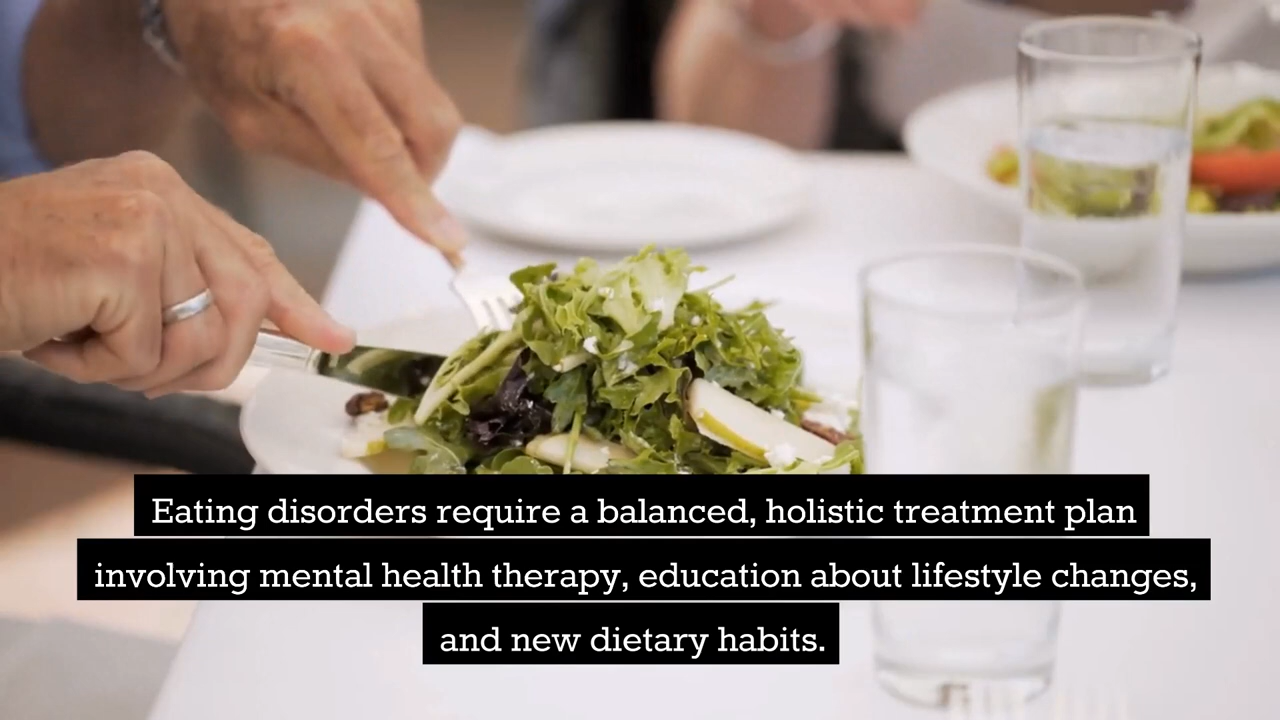 Eating disorders require a balanced, holistic treatment plan
involving mental health therapy, education about lifestyle changes,
and new dietary habits.